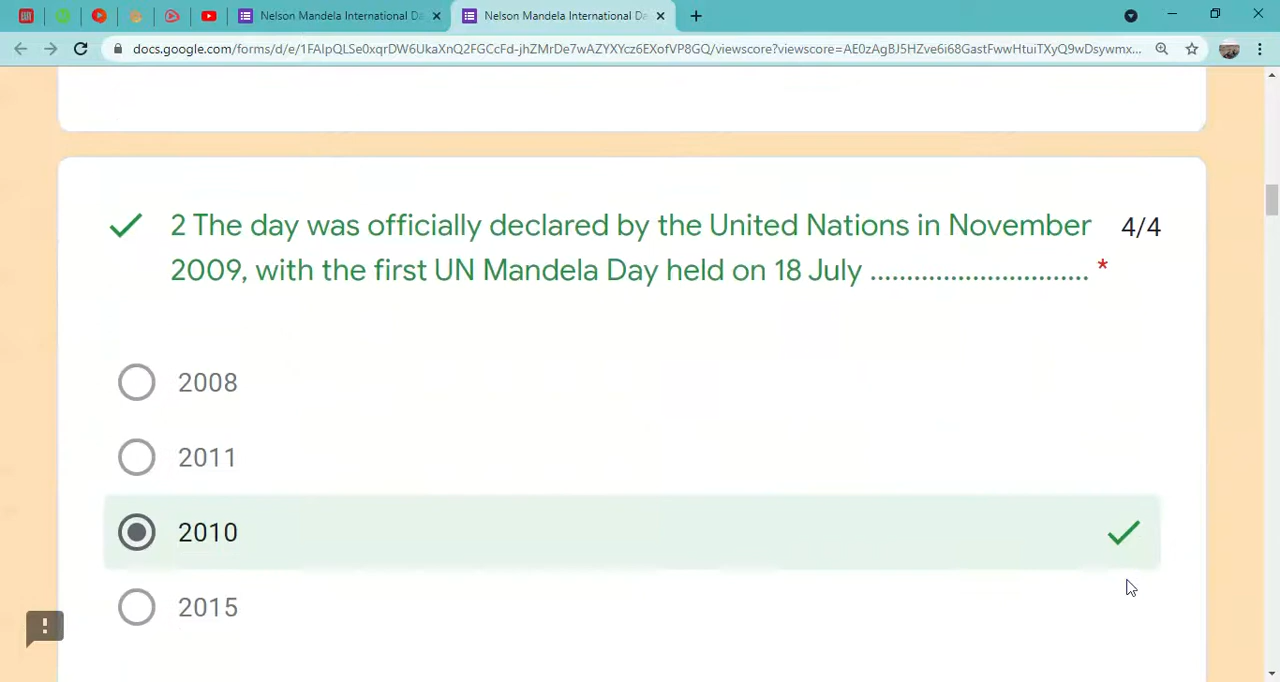 Nelson Mandela International Da
Nelson Mandela International Da
docs.google.com/forms/d/e/1FAIpQLSe0xqrDW6UkaXnQ2FGCcFd-jhZMrDe7wAZYXYcz6EXofVP8GQ/viewscore?viewscore=AE0zAgBJ5HZve6i68GastFwwHtuiTXyQ9wDsywmx...
2 The day was officially declared by the United Nations in November 4/4
2009, with the first UN Mandela Day held on 18 July ............................ *
2008
2011
2010
2015